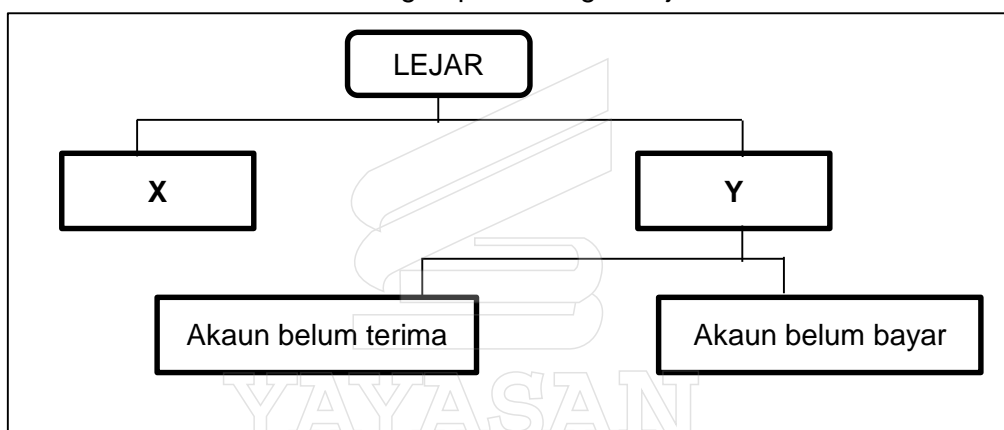 LEJAR
X
Y
Akaun belum terima
Akaun belum bayar
YAYASAN